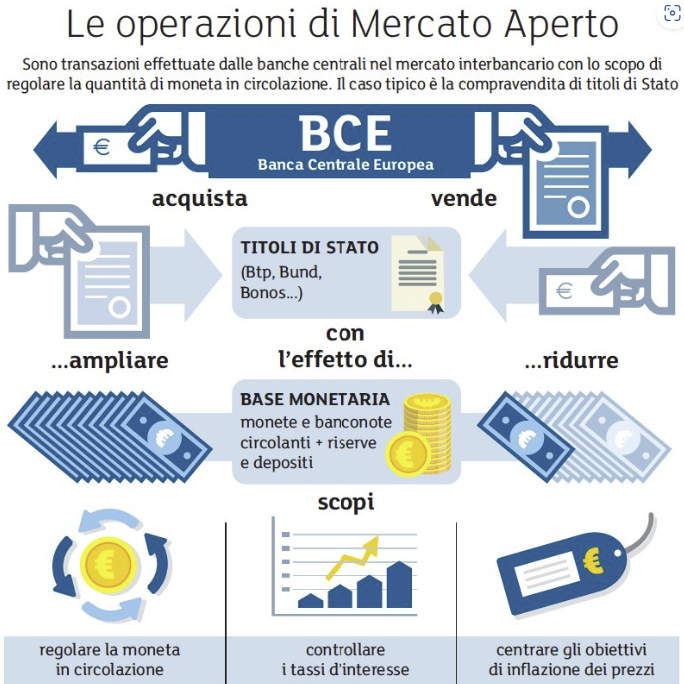 Le operazioni di Mercato Aperto
Sono transazioni effettuate dalle banche centrali nel mercato interbancario con lo scopo di
regolare la quantità di moneta in circolazione. Il caso tipico è la compravendita di titoli di Stato
€
BCE
Banca Centrale Europea
acquista
vende
TITOLI DI STATO
(Btp, Bund,
Bonos...)
€
con
l'effetto di...
...ampliare
...ridurre
BASE MONETARIA
monete e banconote
circolanti + riserve
e depositi
€
€
€
€
scopi
€
€
regolare la moneta
in circolazione
controllare
i tassi d'interesse
centrare gli obiettivi
di inflazione dei prezzi